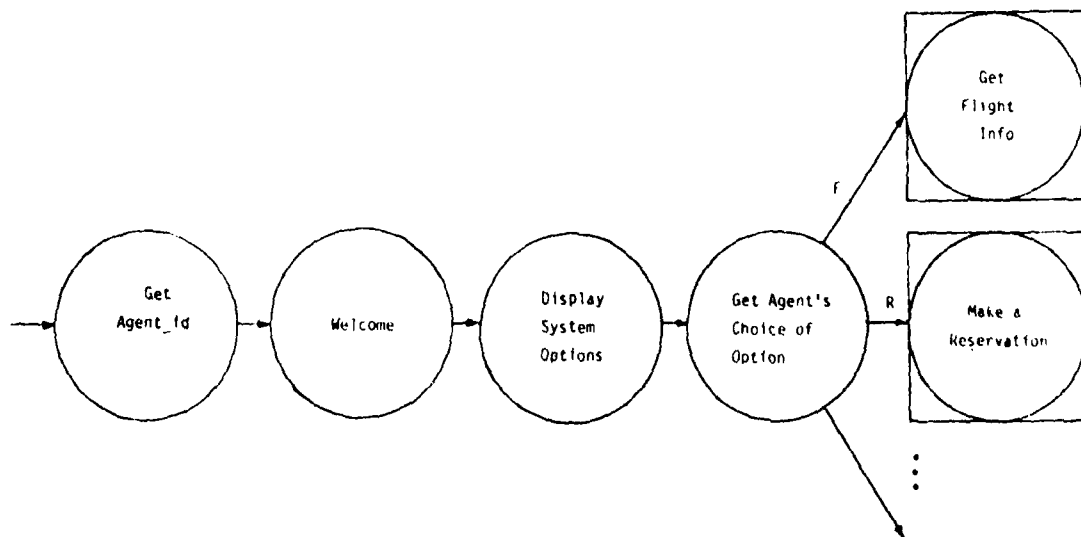 Get
Agent_id
Welcome
Display
System
Options
Get Agent's
Choice of
Option
F
Get
Flight
Info
R
Make a
Reservation